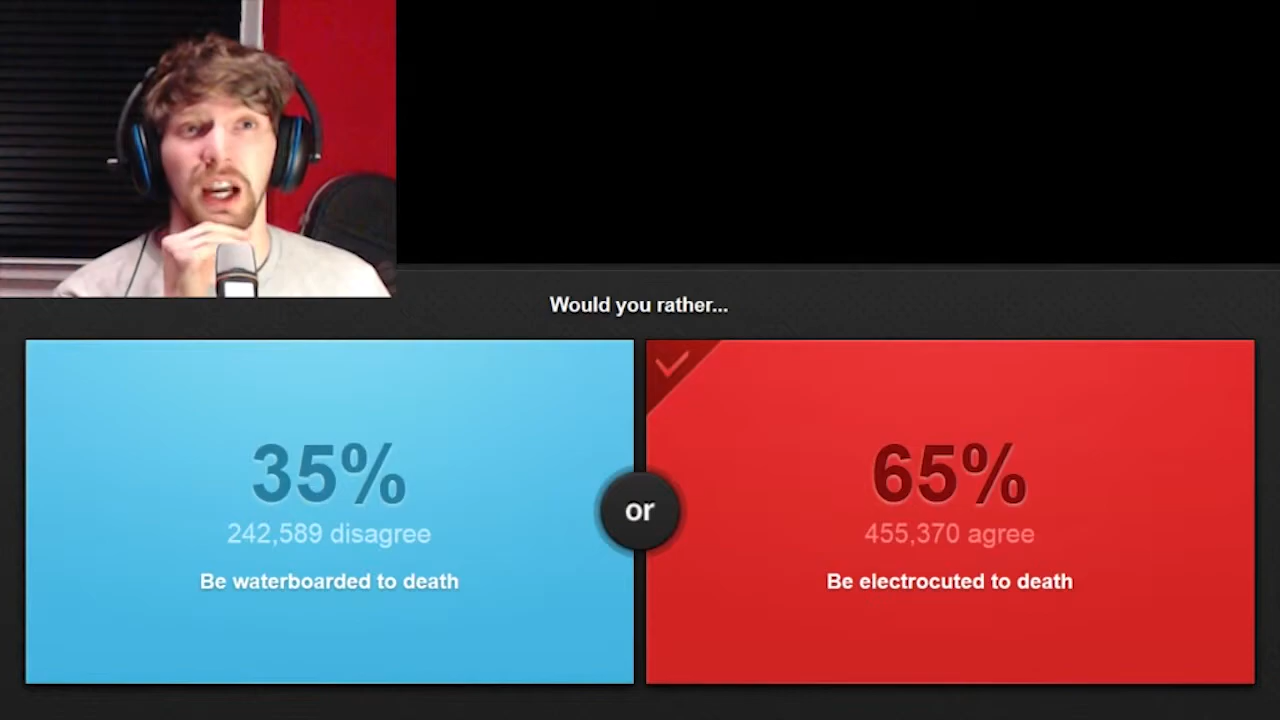 Would you rather...
35%
242,589 disagree
Be waterboarded to death
or
65%
455,370 agree
Be electrocuted to death